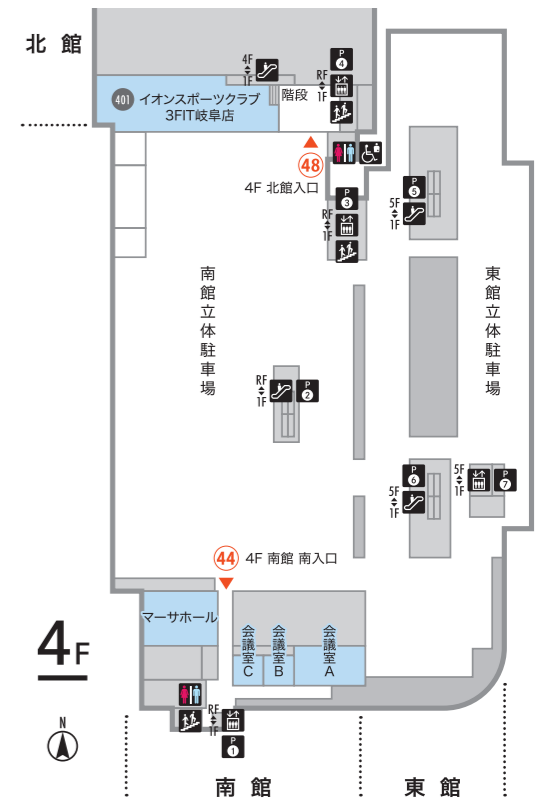 北館
4F
1F
401 イオンスポーツクラブ
3FIT岐阜店
階段
P
4
RF
1F
48
4F 北館入口
P
3
RF
1F
P
5
5F
1F
南館立体駐車場
東館立体駐車場
RF
1F
P
2
P
6
5F
1F
5F
1F
P
7
44 4F 南館 南入口
マーサホール
会議室C
会議室B
会議室A
4F
RF
1F
P
1
N
南館
東館